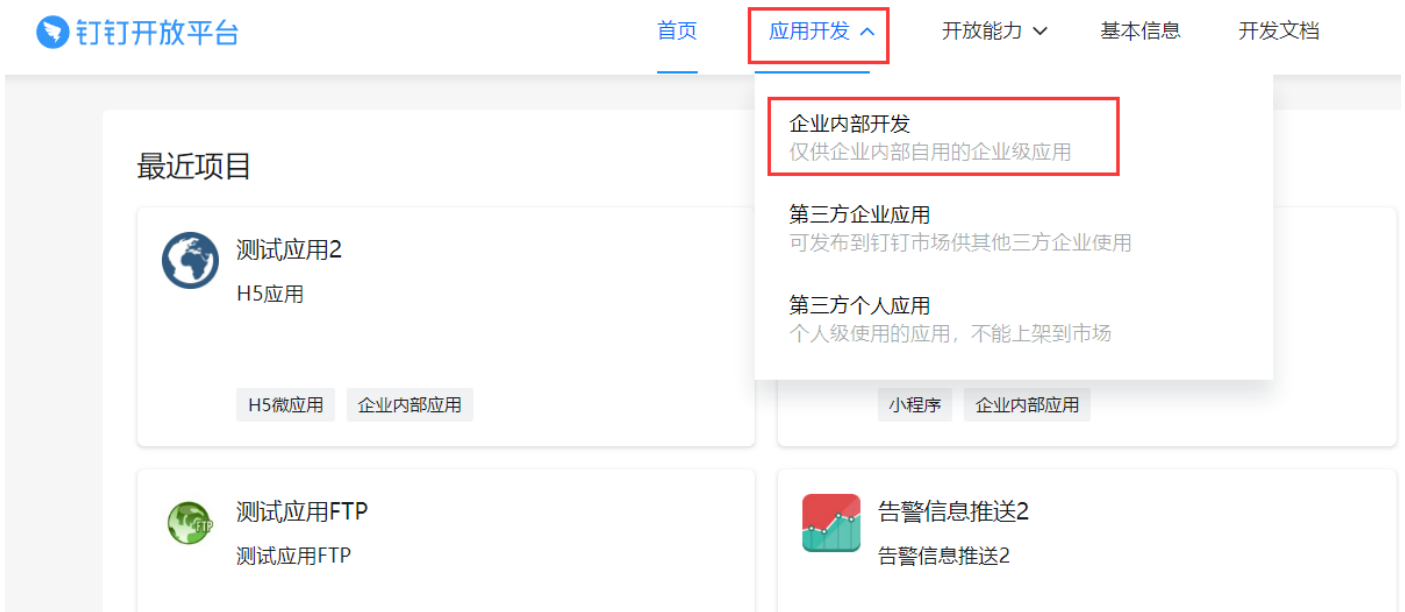 钉钉开放平台
首页
应用开发
开放能力
基本信息
开发文档
企业内部开发
仅供企业内部自用的企业级应用
第三方企业应用
可发布到钉钉市场供其他三方企业使用
第三方个人应用
个人级使用的应用，不能上架到市场
最近项目
测试应用2
H5应用
H5微应用
企业内部应用
小程序
企业内部应用
测试应用FTP
测试应用FTP
FTP
告警信息推送2
告警信息推送2